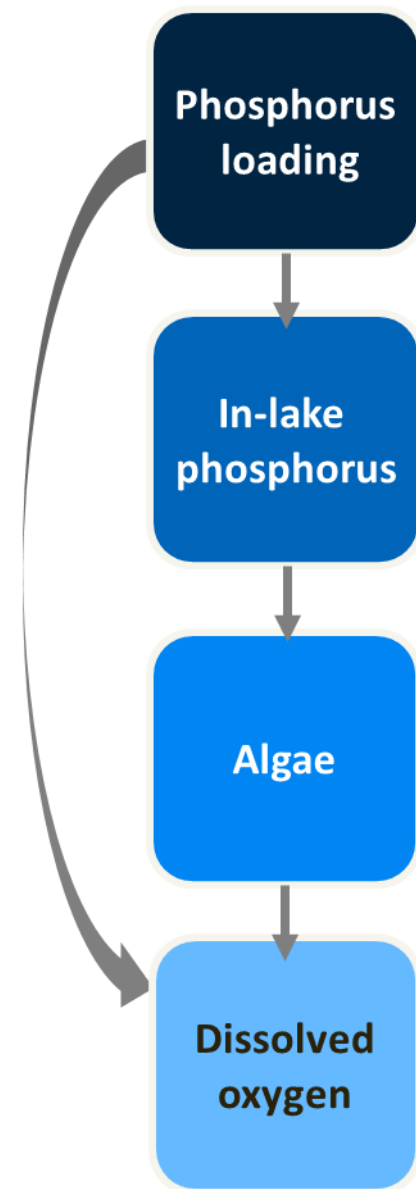 Phosphorus
loading
In-lake
phosphorus
Algae
Dissolved
oxygen